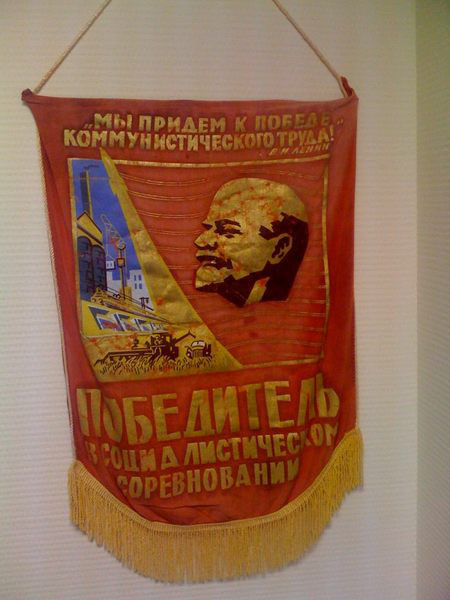 „МЫ ПРИДЕМ К ПОБЕДЕ
КОММУНИСТИЧЕСКОГО ТРУДА!"
В.И.ЛЕНИН
ПОБЕДИТЕЛЬ
В СОЦИАЛИСТИЧЕСКОМ
СОРЕВНОВАНИИ